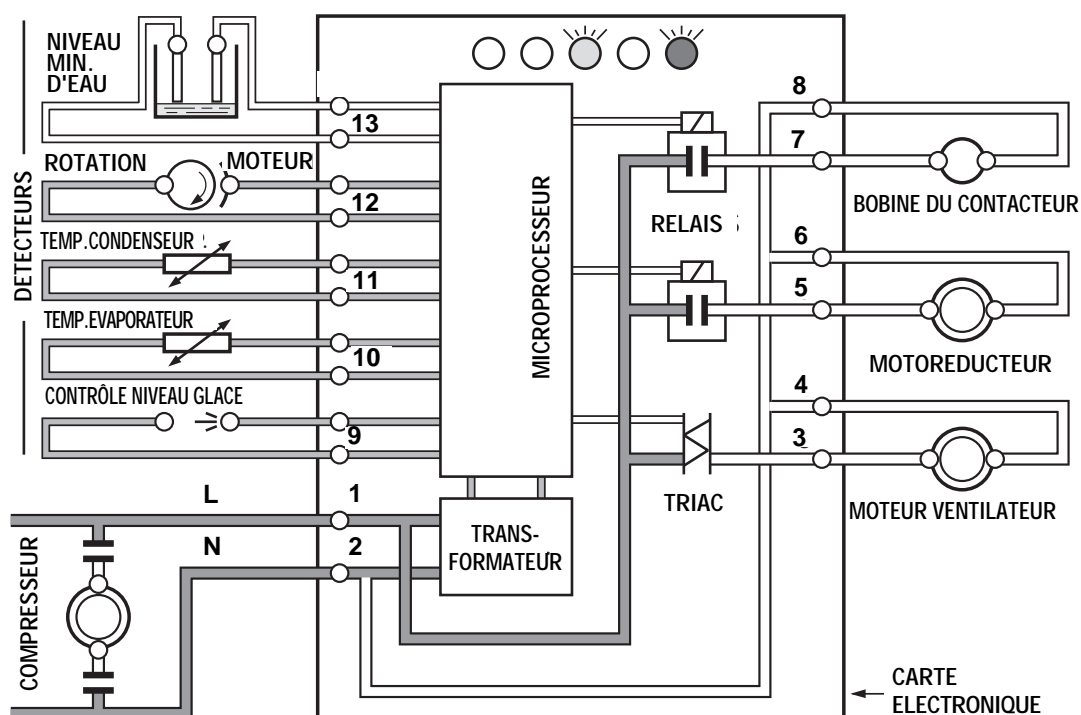 NIVEAU
MIN.
D'EAU
13
ROTATION MOTEUR
12
TEMP.CONDENSEUR
11
TEMP.EVAPORATEUR
10
CONTRÔLE NIVEAU GLACE
9
DETECTEURS
L
1
N
2
COMPRESSEUR
MICROPROCESSEUR
TRANS-
FORMATEUR
RELAIS
TRIAC
8
7
BOBINE DU CONTACTEUR
6
5
MOTOREDUCTEUR
4
3
MOTEUR VENTILATEUR
CARTE
ELECTRONIQUE